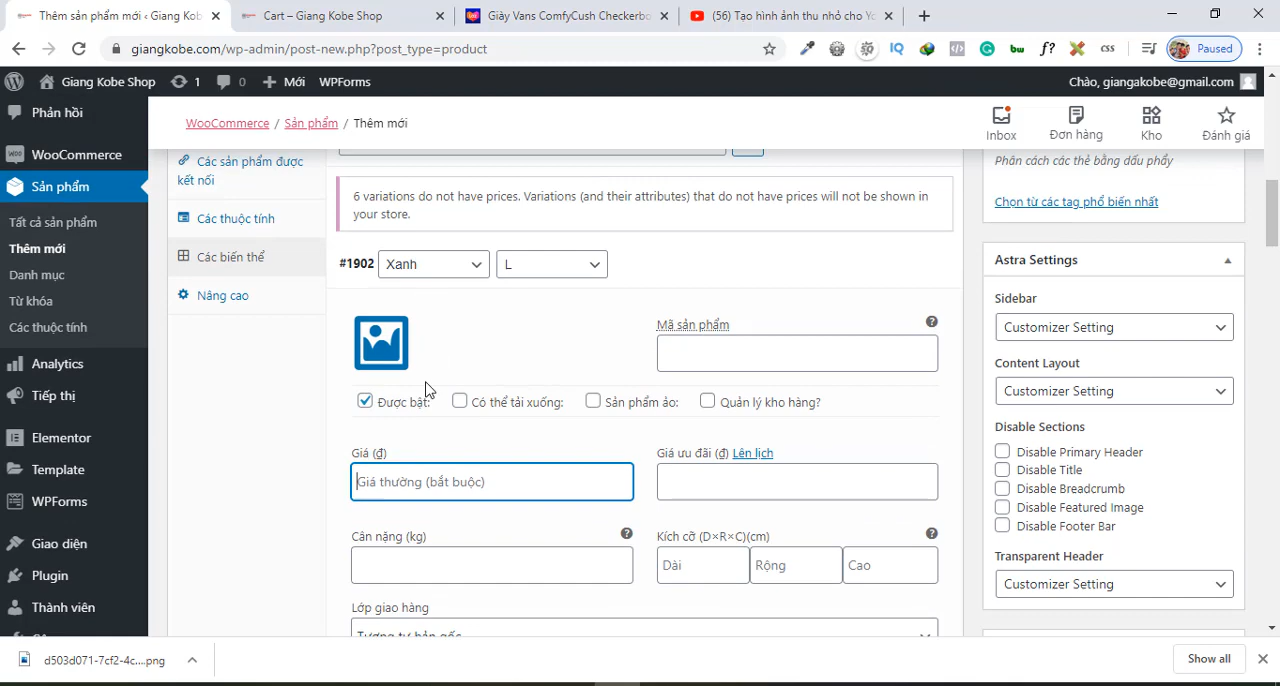 Thêm sản phẩm mới ‹ Giang Kob
Cart – Giang Kobe Shop
Giày Vans ComfyCush Checkerbo
(56) Tạo hình ảnh thu nhỏ cho Yo
giangkobe.com/wp-admin/post-new.php?post_type=product
IQ
bw
f?
css
Paused
Giang Kobe Shop
1
0
Mới
WPForms
Chào, giangakobe@gmail.com
Phản hồi
WooCommerce
Sản phẩm
Tất cả sản phẩm
Thêm mới
Danh mục
Từ khóa
Các thuộc tính
Analytics
Tiếp thị
Elementor
Template
WPForms
Giao diện
Plugin
Thành viên
WooCommerce / Sản phẩm / Thêm mới
Inbox
Đơn hàng
Kho
Đánh giá
Các sản phẩm được
kết nối
Các thuộc tính
Các biến thể
Nâng cao
6 variations do not have prices. Variations (and their attributes) that do not have prices will not be shown in
your store.
#1902 Xanh L
Mã sản phẩm
Được bật:
Có thể tải xuống:
Sản phẩm ảo:
Quản lý kho hàng?
Giá (₫)
Giá thường (bắt buộc)
Giá ưu đãi (₫) Lên lịch
Cân nặng (kg)
Kích cỡ (D×R×C)(cm)
Dài
Rộng
Cao
Lớp giao hàng
Tương tự bản gốc
Phân cách các thẻ bằng dấu phẩy
Chọn từ các tag phổ biến nhất
Astra Settings
Sidebar
Customizer Setting
Content Layout
Customizer Setting
Disable Sections
Disable Primary Header
Disable Title
Disable Breadcrumb
Disable Featured Image
Disable Footer Bar
Transparent Header
Customizer Setting
d503d071-7cf2-4c....png
Show all